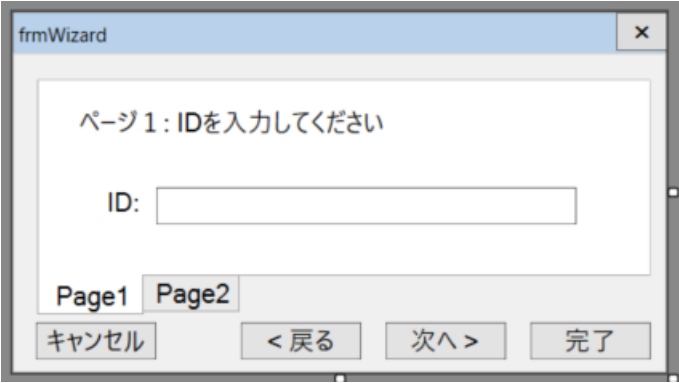 frmWizard
ページ１: IDを入力してください
ID:
Page1 Page2
キャンセル < 戻る 次へ > 完了